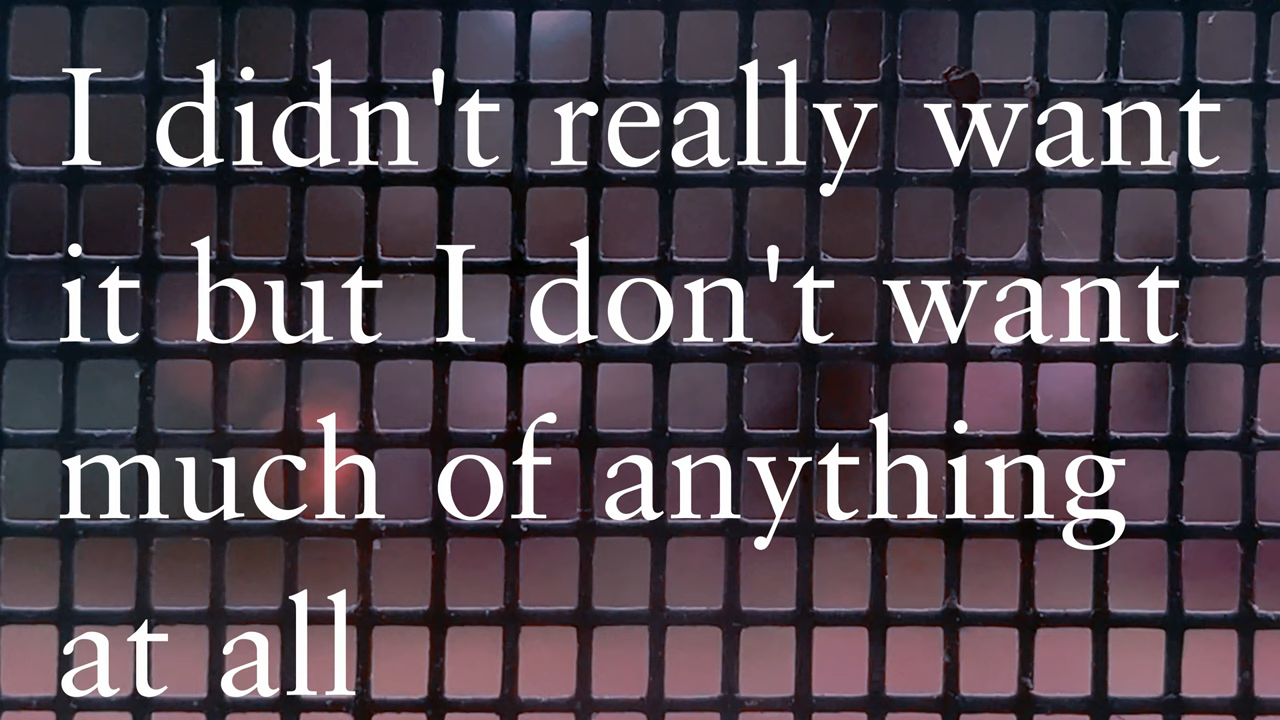 I didn't really want
it but I don't want
much of anything
at all